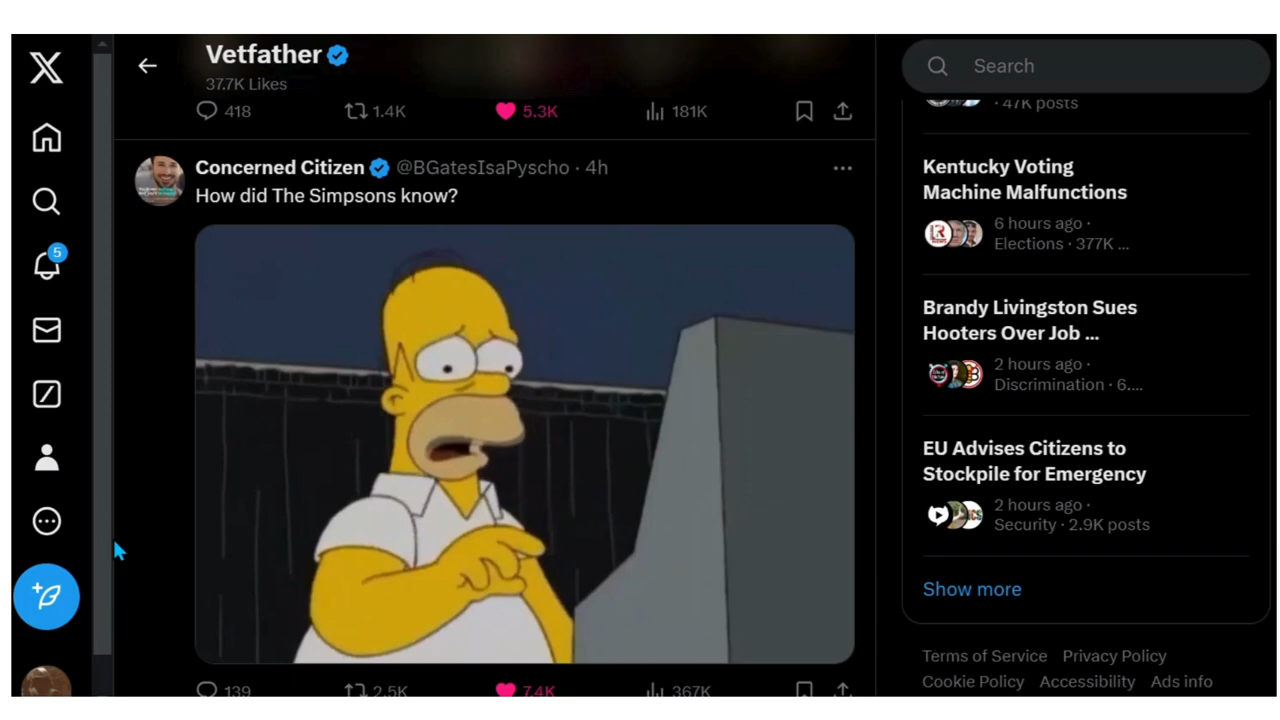 Vetfather
37.7K Likes
418 1.4K 5.3K 181K
Concerned Citizen @BGatesIsaPyscho · 4h
How did The Simpsons know?
139 2.5K 7.4K 367K
5
Search
· 47K posts
Kentucky Voting
Machine Malfunctions
6 hours ago ·
Elections · 377K ...
Brandy Livingston Sues
Hooters Over Job ...
2 hours ago ·
Discrimination · 6....
EU Advises Citizens to
Stockpile for Emergency
2 hours ago ·
Security · 2.9K posts
Show more
Terms of Service Privacy Policy
Cookie Policy Accessibility Ads info